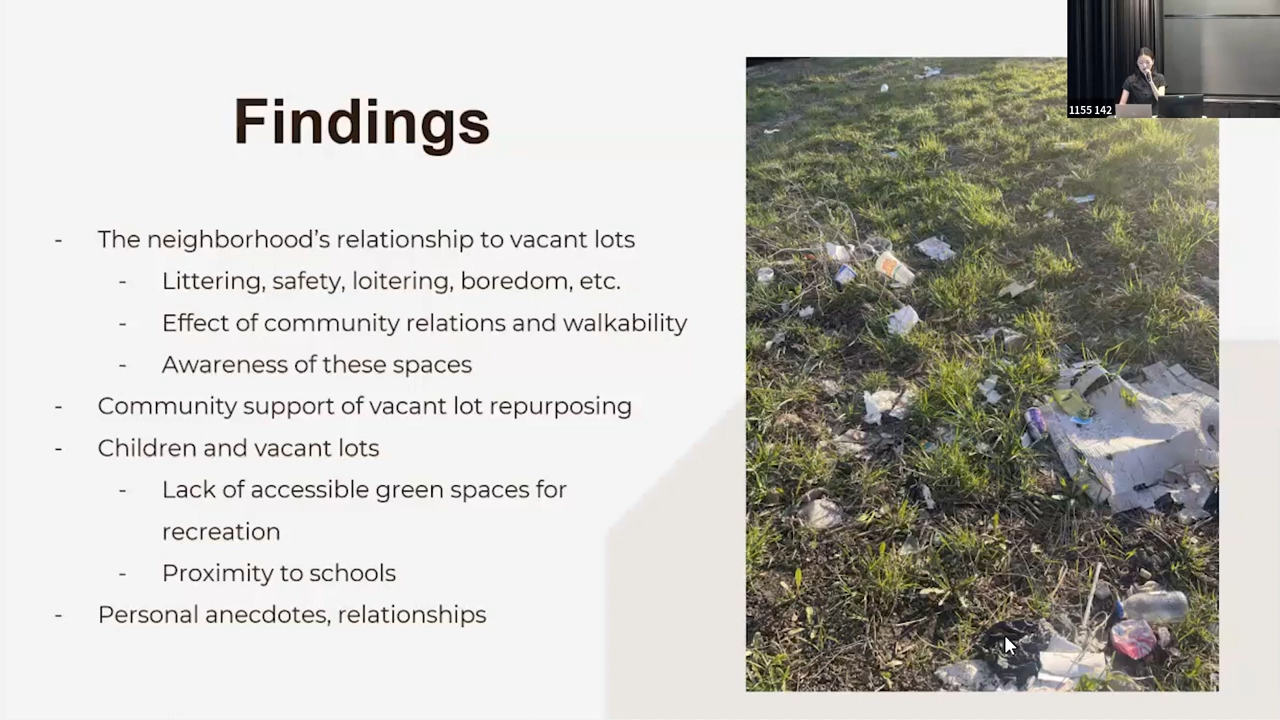 Findings
- The neighborhood's relationship to vacant lots
- Littering, safety, loitering, boredom, etc.
- Effect of community relations and walkability
- Awareness of these spaces
- Community support of vacant lot repurposing
- Children and vacant lots
- Lack of accessible green spaces for
recreation
- Proximity to schools
- Personal anecdotes, relationships
1155 142